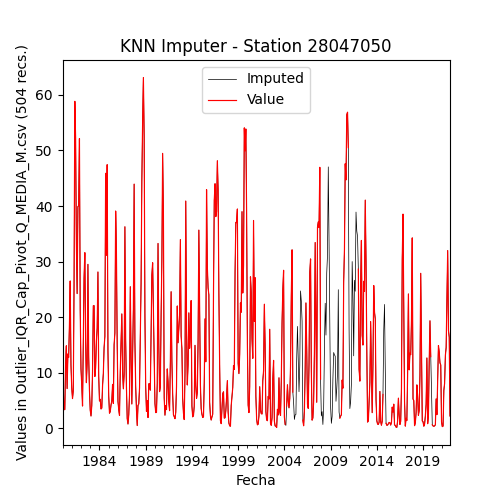 KNN Imputer - Station 28047050
Values in Outlier_IQR_Cap_Pivot_Q_MEDIA_M.csv (504 recs.)
Imputed
Value
60
50
40
30
20
10
0
1984 1989 1994 1999 2004 2009 2014 2019
Fecha